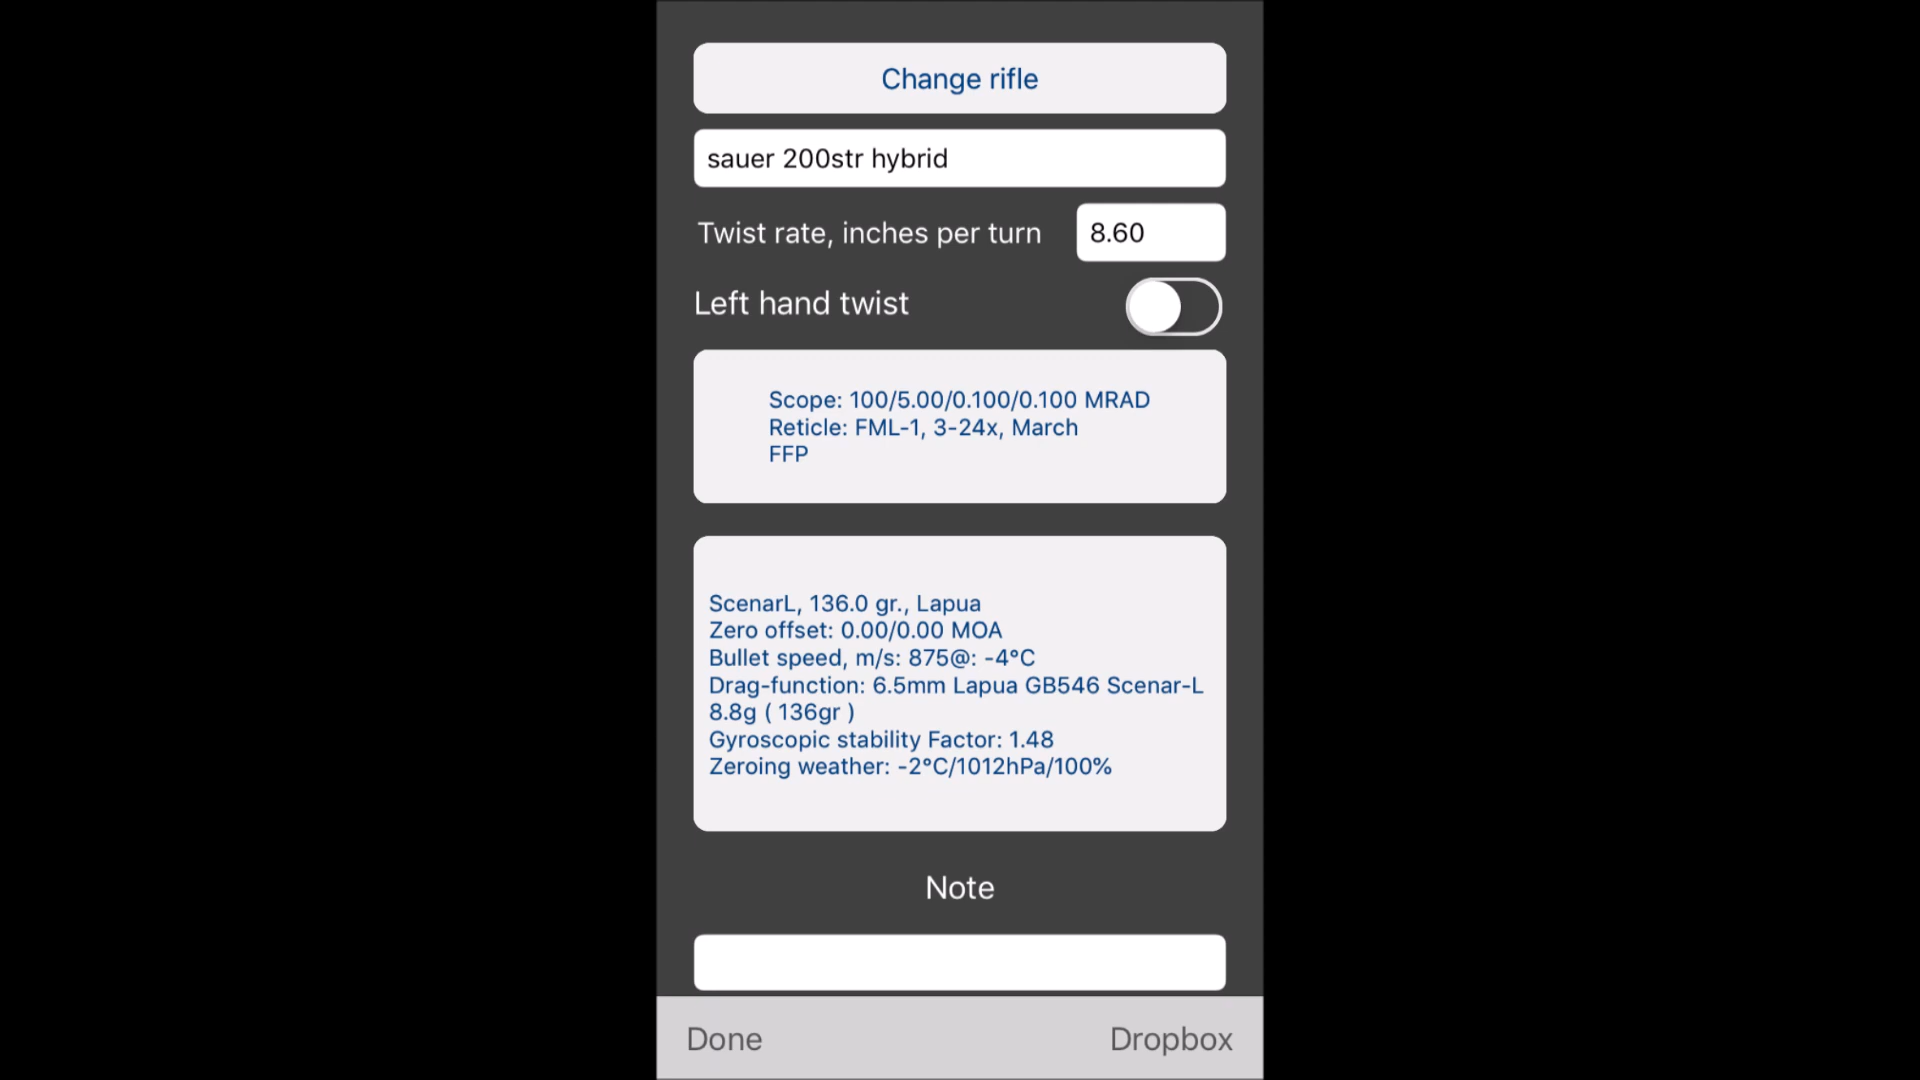 Change rifle
sauer 200str hybrid
Twist rate, inches per turn 8.60
Left hand twist
Scope: 100/5.00/0.100/0.100 MRAD
Reticle: FML-1, 3-24x, March
FFP
ScenarL, 136.0 gr., Lapua
Zero offset: 0.00/0.00 MOA
Bullet speed, m/s: 875@: -4°C
Drag-function: 6.5mm Lapua GB546 Scenar-L
8.8g ( 136gr )
Gyroscopic stability Factor: 1.48
Zeroing weather: -2°C/1012hPa/100%
Note
Done Dropbox